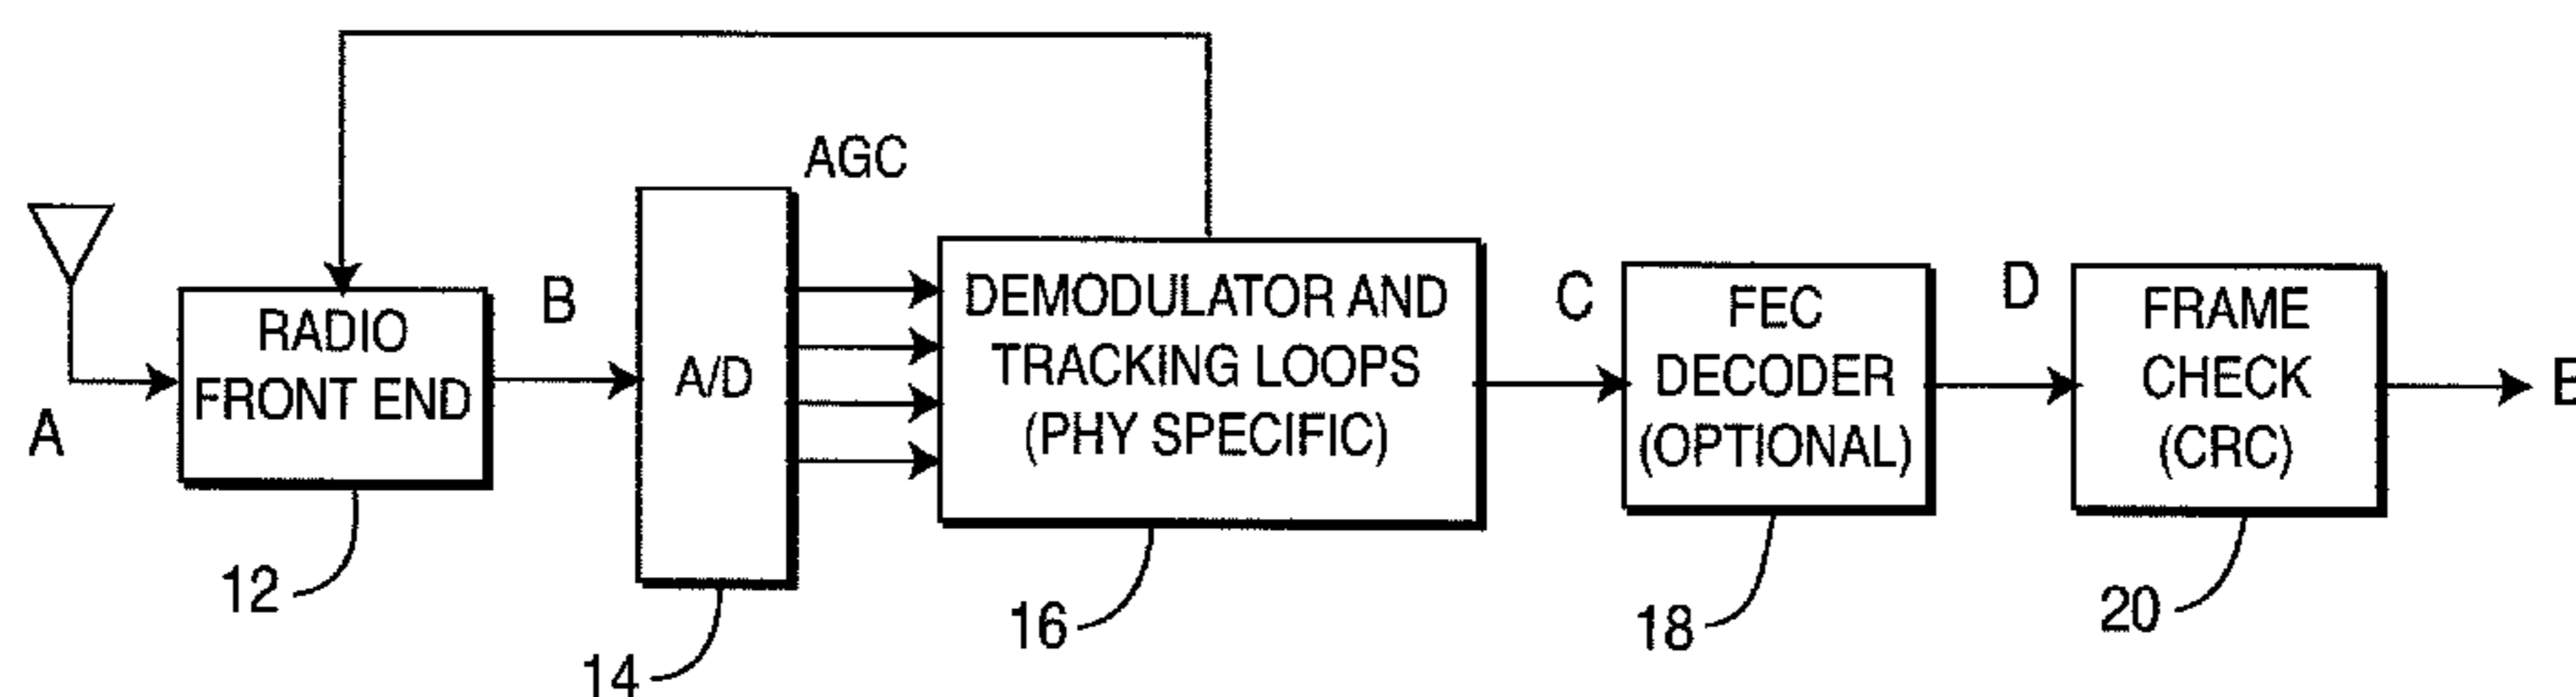 AGC
A
RADIO
FRONT END
B
A/D
DEMODULATOR AND
TRACKING LOOPS
(PHY SPECIFIC)
C
FEC
DECODER
(OPTIONAL)
D
FRAME
CHECK
(CRC)
E
12
14
16
18
20